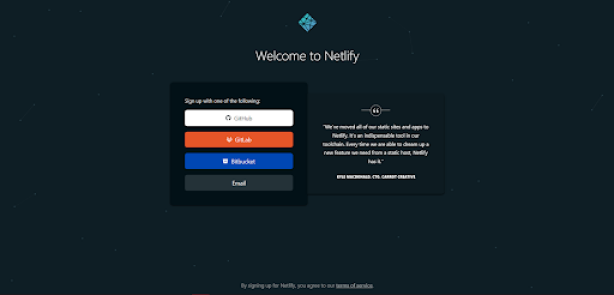 Welcome to Netlify
Sign up with one of the following:
GitHub
GitLab
Bitbucket
Email
“We've moved all of our static sites and apps to
Netlify. It's an indispensable tool in our
toolchain. Every time we are able to dream up a
new feature we need from a static host, Netlify
has it.”
KYLE MACDONALD, CTO, CARROT CREATIVE
By signing up for Netlify, you agree to our terms of service.